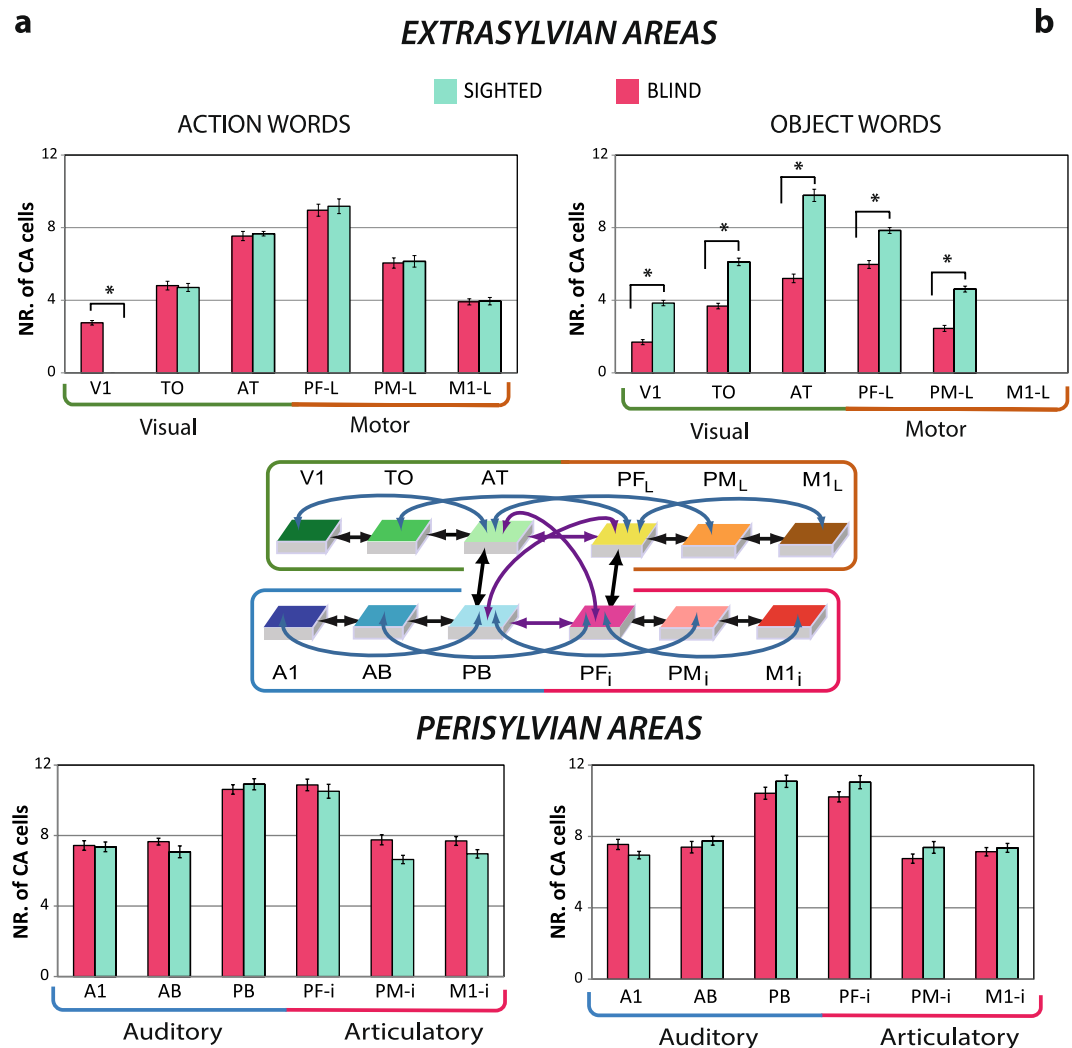 a
b
EXTRASYLVIAN AREAS
SIGHTED BLIND
ACTION WORDS
NR. of CA cells
12
8
4
0
*
V1 TO AT PF-L PM-L M1-L
Visual Motor
OBJECT WORDS
NR. of CA cells
12
8
4
0
* * * * *
V1 TO AT PF-L PM-L M1-L
Visual Motor
V1 TO AT PFL PML M1L
A1 AB PB PFi PMi M1i
PERISYLVIAN AREAS
NR. of CA cells
12
8
4
0
A1 AB PB PF-i PM-i M1-i
Auditory Articulatory
NR. of CA cells
12
8
4
0
A1 AB PB PF-i PM-i M1-i
Auditory Articulatory